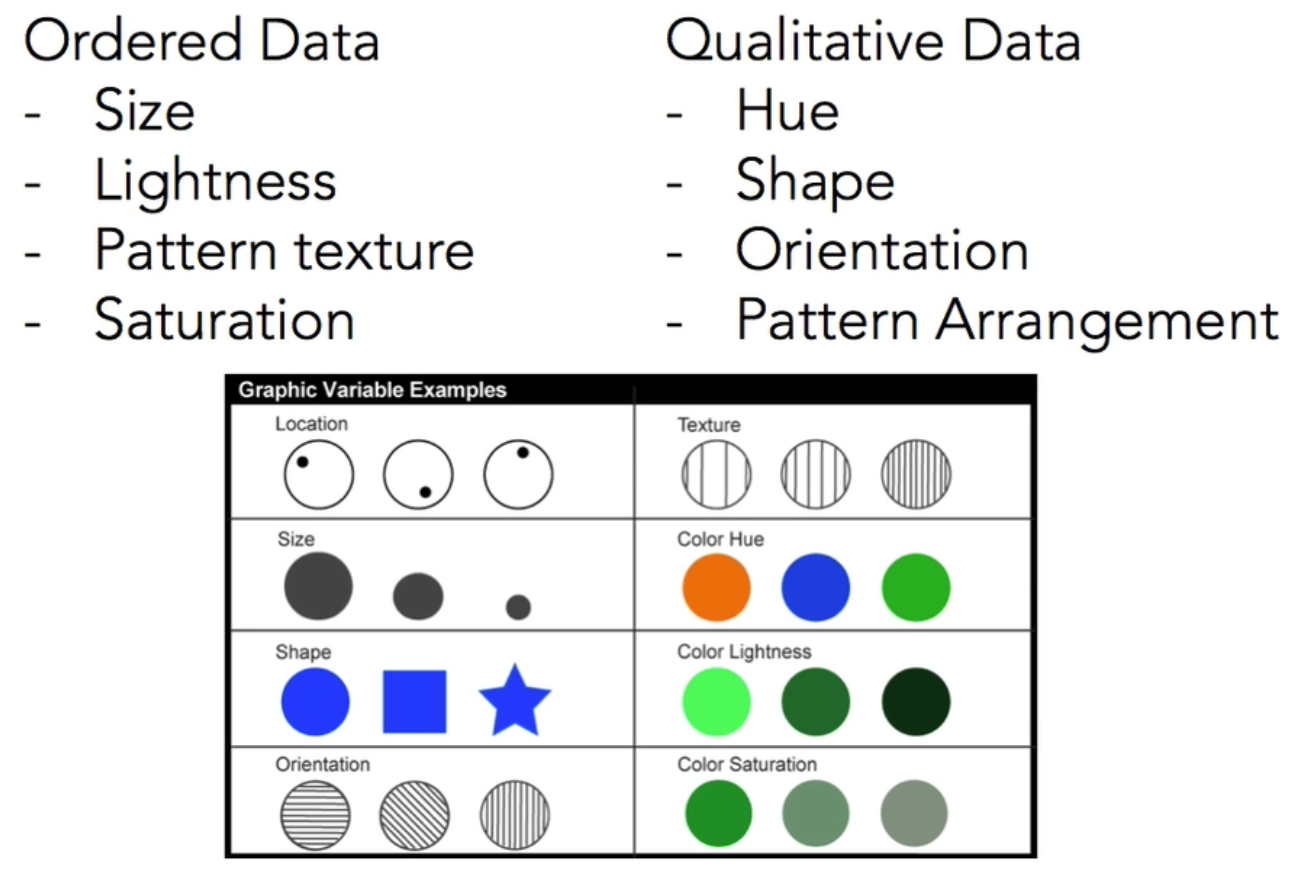 Ordered Data
- Size
- Lightness
- Pattern texture
- Saturation
Qualitative Data
- Hue
- Shape
- Orientation
- Pattern Arrangement
Graphic Variable Examples
Location
Texture
Size
Color Hue
Shape
Color Lightness
Orientation
Color Saturation